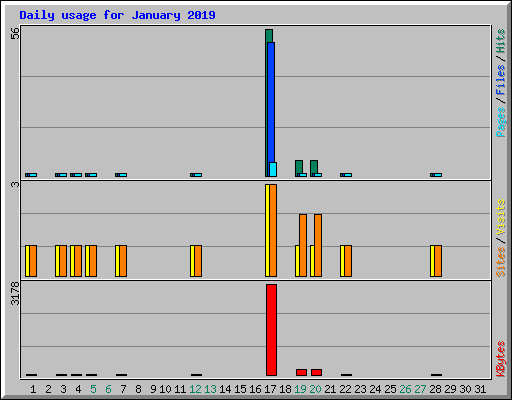 Daily usage for January 2019
56
Pages/Files/Hits
3
Sites/Visits
3178
KBytes
1 2 3 4 5 6 7 8 9 10 11 12 13 14 15 16 17 18 19 20 21 22 23 24 25 26 27 28 29 30 31